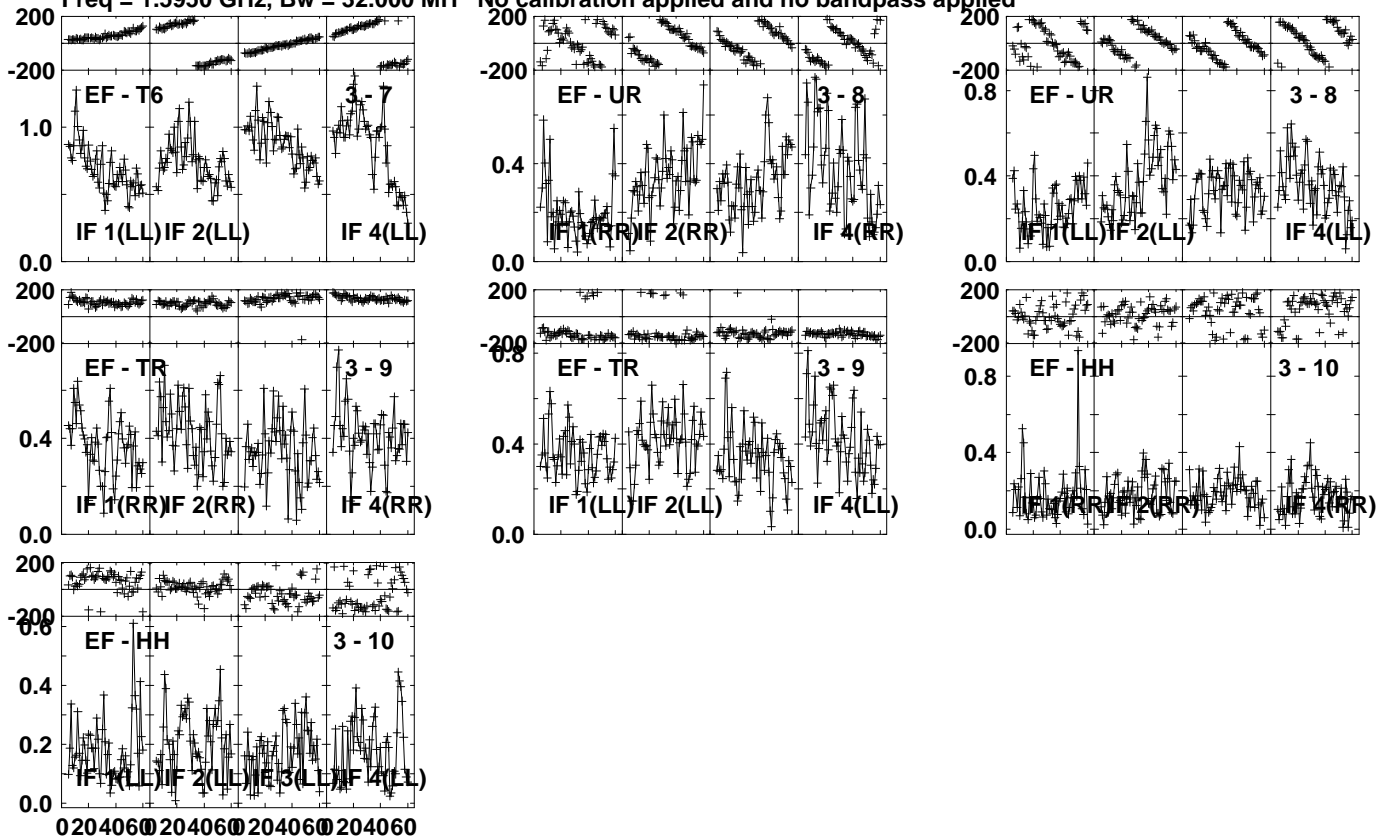 Freq = 1.5950 GHz, Bw = 32.000 MH No calibration applied and no bandpass applied
200
-200
EF - T6 3 - 7
1.0
IF 1(LL) IF 2(LL) IF 4(LL)
0.0
200
-200
EF - UR 3 - 8
0.4
IF 1(RR) IF 2(RR) IF 4(RR)
0.0
200
-200
0.8
EF - UR 3 - 8
0.4
IF 1(LL) IF 2(LL) IF 4(LL)
0.0
200
-200
EF - TR 3 - 9
0.4
IF 1(RR) IF 2(RR) IF 4(RR)
0.0
200
-200
0.8
EF - TR 3 - 9
0.4
IF 1(LL) IF 2(LL) IF 4(LL)
0.0
200
-200
0.8
EF - HH 3 - 10
0.4
IF 1(RR) IF 2(RR) IF 4(RR)
0.0
200
-200
0.6
EF - HH 3 - 10
0.4
0.2
IF 1(LL) IF 2(LL) IF 3(LL) IF 4(LL)
0.0
0 20 40 60 0 20 40 60 0 20 40 60 0 20 40 60